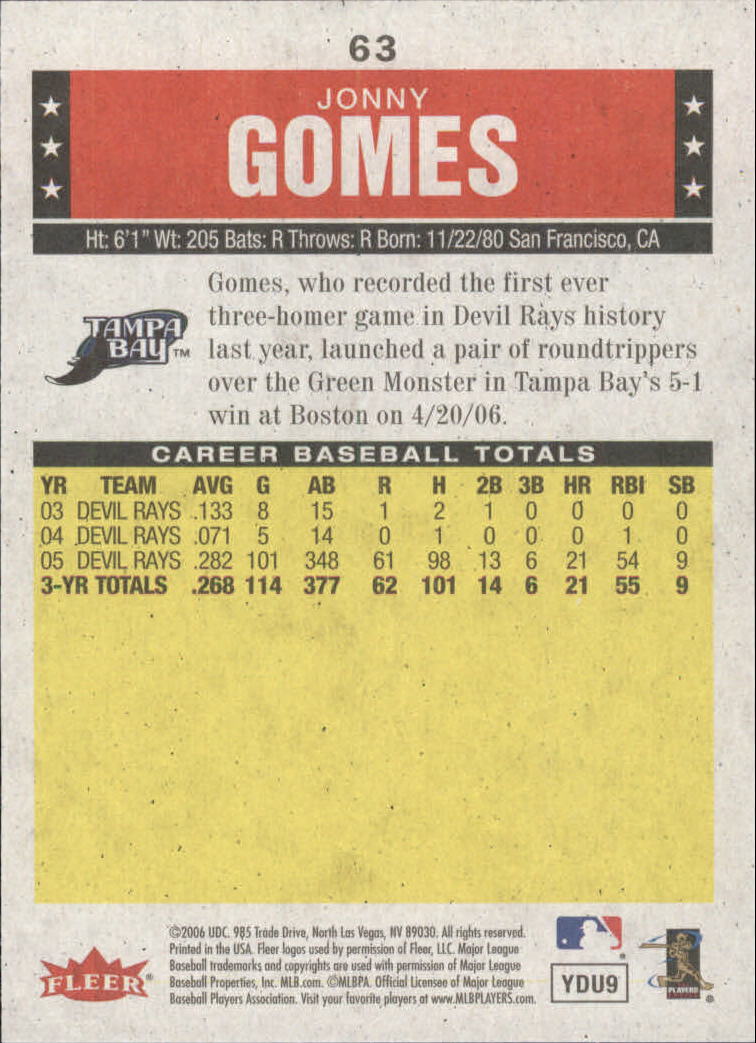 63
JONNY
GOMES
Ht: 6'1" Wt: 205 Bats: R Throws: R Born: 11/22/80 San Francisco, CA
Gomes, who recorded the first ever
three-homer game in Devil Rays history
last year, launched a pair of roundtrippers
over the Green Monster in Tampa Bay's 5-1
win at Boston on 4/20/06.
TAMPA
BAY™
CAREER BASEBALL TOTALS
YR TEAM AVG G AB R H 2B 3B HR RBI SB
03 DEVIL RAYS .133 8 15 1 2 1 0 0 0 0
04 DEVIL RAYS .071 5 14 0 1 0 0 0 1 0
05 DEVIL RAYS .282 101 348 61 98 13 6 21 54 9
3-YR TOTALS .268 114 377 62 101 14 6 21 55 9
FLEER®
©2006 UDC. 985 Trade Drive, North Las Vegas, NV 89030. All rights reserved.
Printed in the USA. Fleer logos used by permission of Fleer, LLC. Major League
Baseball trademarks and copyrights are used with permission of Major League
Baseball Properties, Inc. MLB.com. ©MLBPA. Official Licensee of Major League
Baseball Players Association. Visit your favorite players at www.MLBPLAYERS.com.
®
YDU9
PLAYERS
®